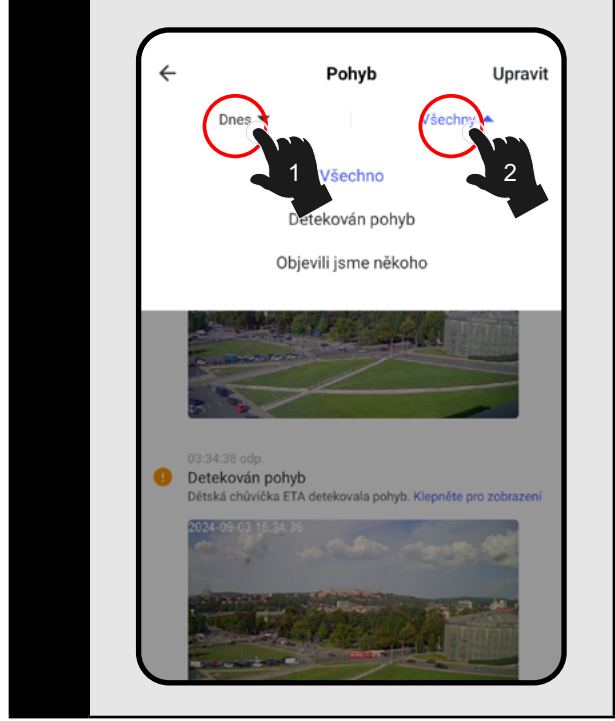 Pohyb Upravit
Dnes Všechny
1 2
Všechno
Detekován pohyb
Objevili jsme někoho
03:34:38 odp.
Detekován pohyb
Dětská chůvička ETA detekovala pohyb. Klepněte pro zobrazení
2024-09-03 15:34:36